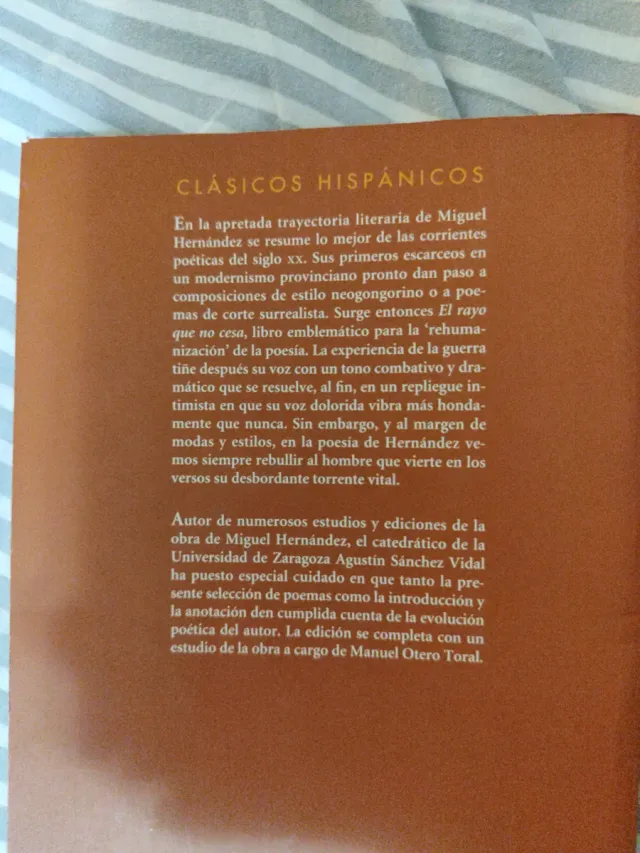 CLÁSICOS HISPÁNICOS
En la apretada trayectoria literaria de Miguel
Hernández se resume lo mejor de las corrientes
poéticas del siglo XX. Sus primeros escarceos en
un modernismo provinciano pronto dan paso a
composiciones de estilo neogongorino o a poe-
mas de corte surrealista. Surge entonces El rayo
que no cesa, libro emblemático para la ‘rehuma-
nización’ de la poesía. La experiencia de la guerra
tiñe después su voz con un tono combativo y dra-
mático que se resuelve, al fin, en un repliegue in-
timista en que su voz dolorida vibra más honda-
mente que nunca. Sin embargo, y al margen de
modas y estilos, en la poesía de Hernández ve-
mos siempre rebullir al hombre que vierte en los
versos su desbordante torrente vital.
Autor de numerosos estudios y ediciones de la
obra de Miguel Hernández, el catedrático de la
Universidad de Zaragoza Agustín Sánchez Vidal
ha puesto especial cuidado en que tanto la pre-
sente selección de poemas como la introducción y
la anotación den cumplida cuenta de la evolución
poética del autor. La edición se completa con un
estudio de la obra a cargo de Manuel Otero Toral.